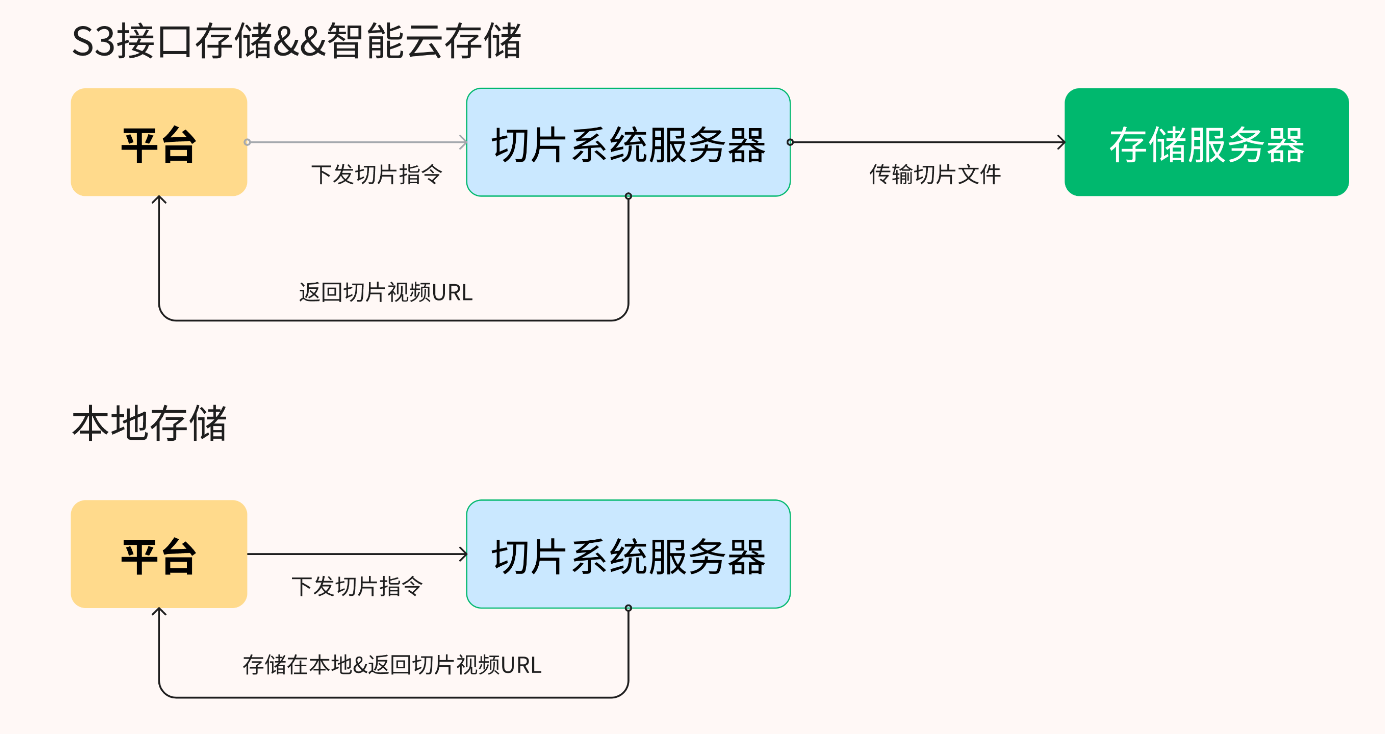 S3接口存储&&智能云存储
平台
切片系统服务器
存储服务器
下发切片指令
传输切片文件
返回切片视频URL
本地存储
平台
切片系统服务器
下发切片指令
存储在本地&返回切片视频URL